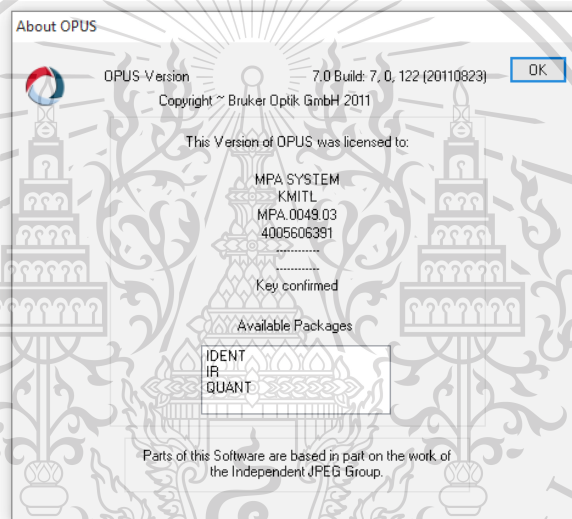 About OPUS
OPUS Version 7.0 Build: 7, 0, 122 (20110823) OK
Copyright ~ Bruker Optik GmbH 2011
This Version of OPUS was licensed to:
MPA SYSTEM
KMITL
MPA.0049.03
4005606391
------------
------------
Key confirmed
Available Packages
IDENT
IR
QUANT
Parts of this Software are based in part on the work of
the Independent JPEG Group.